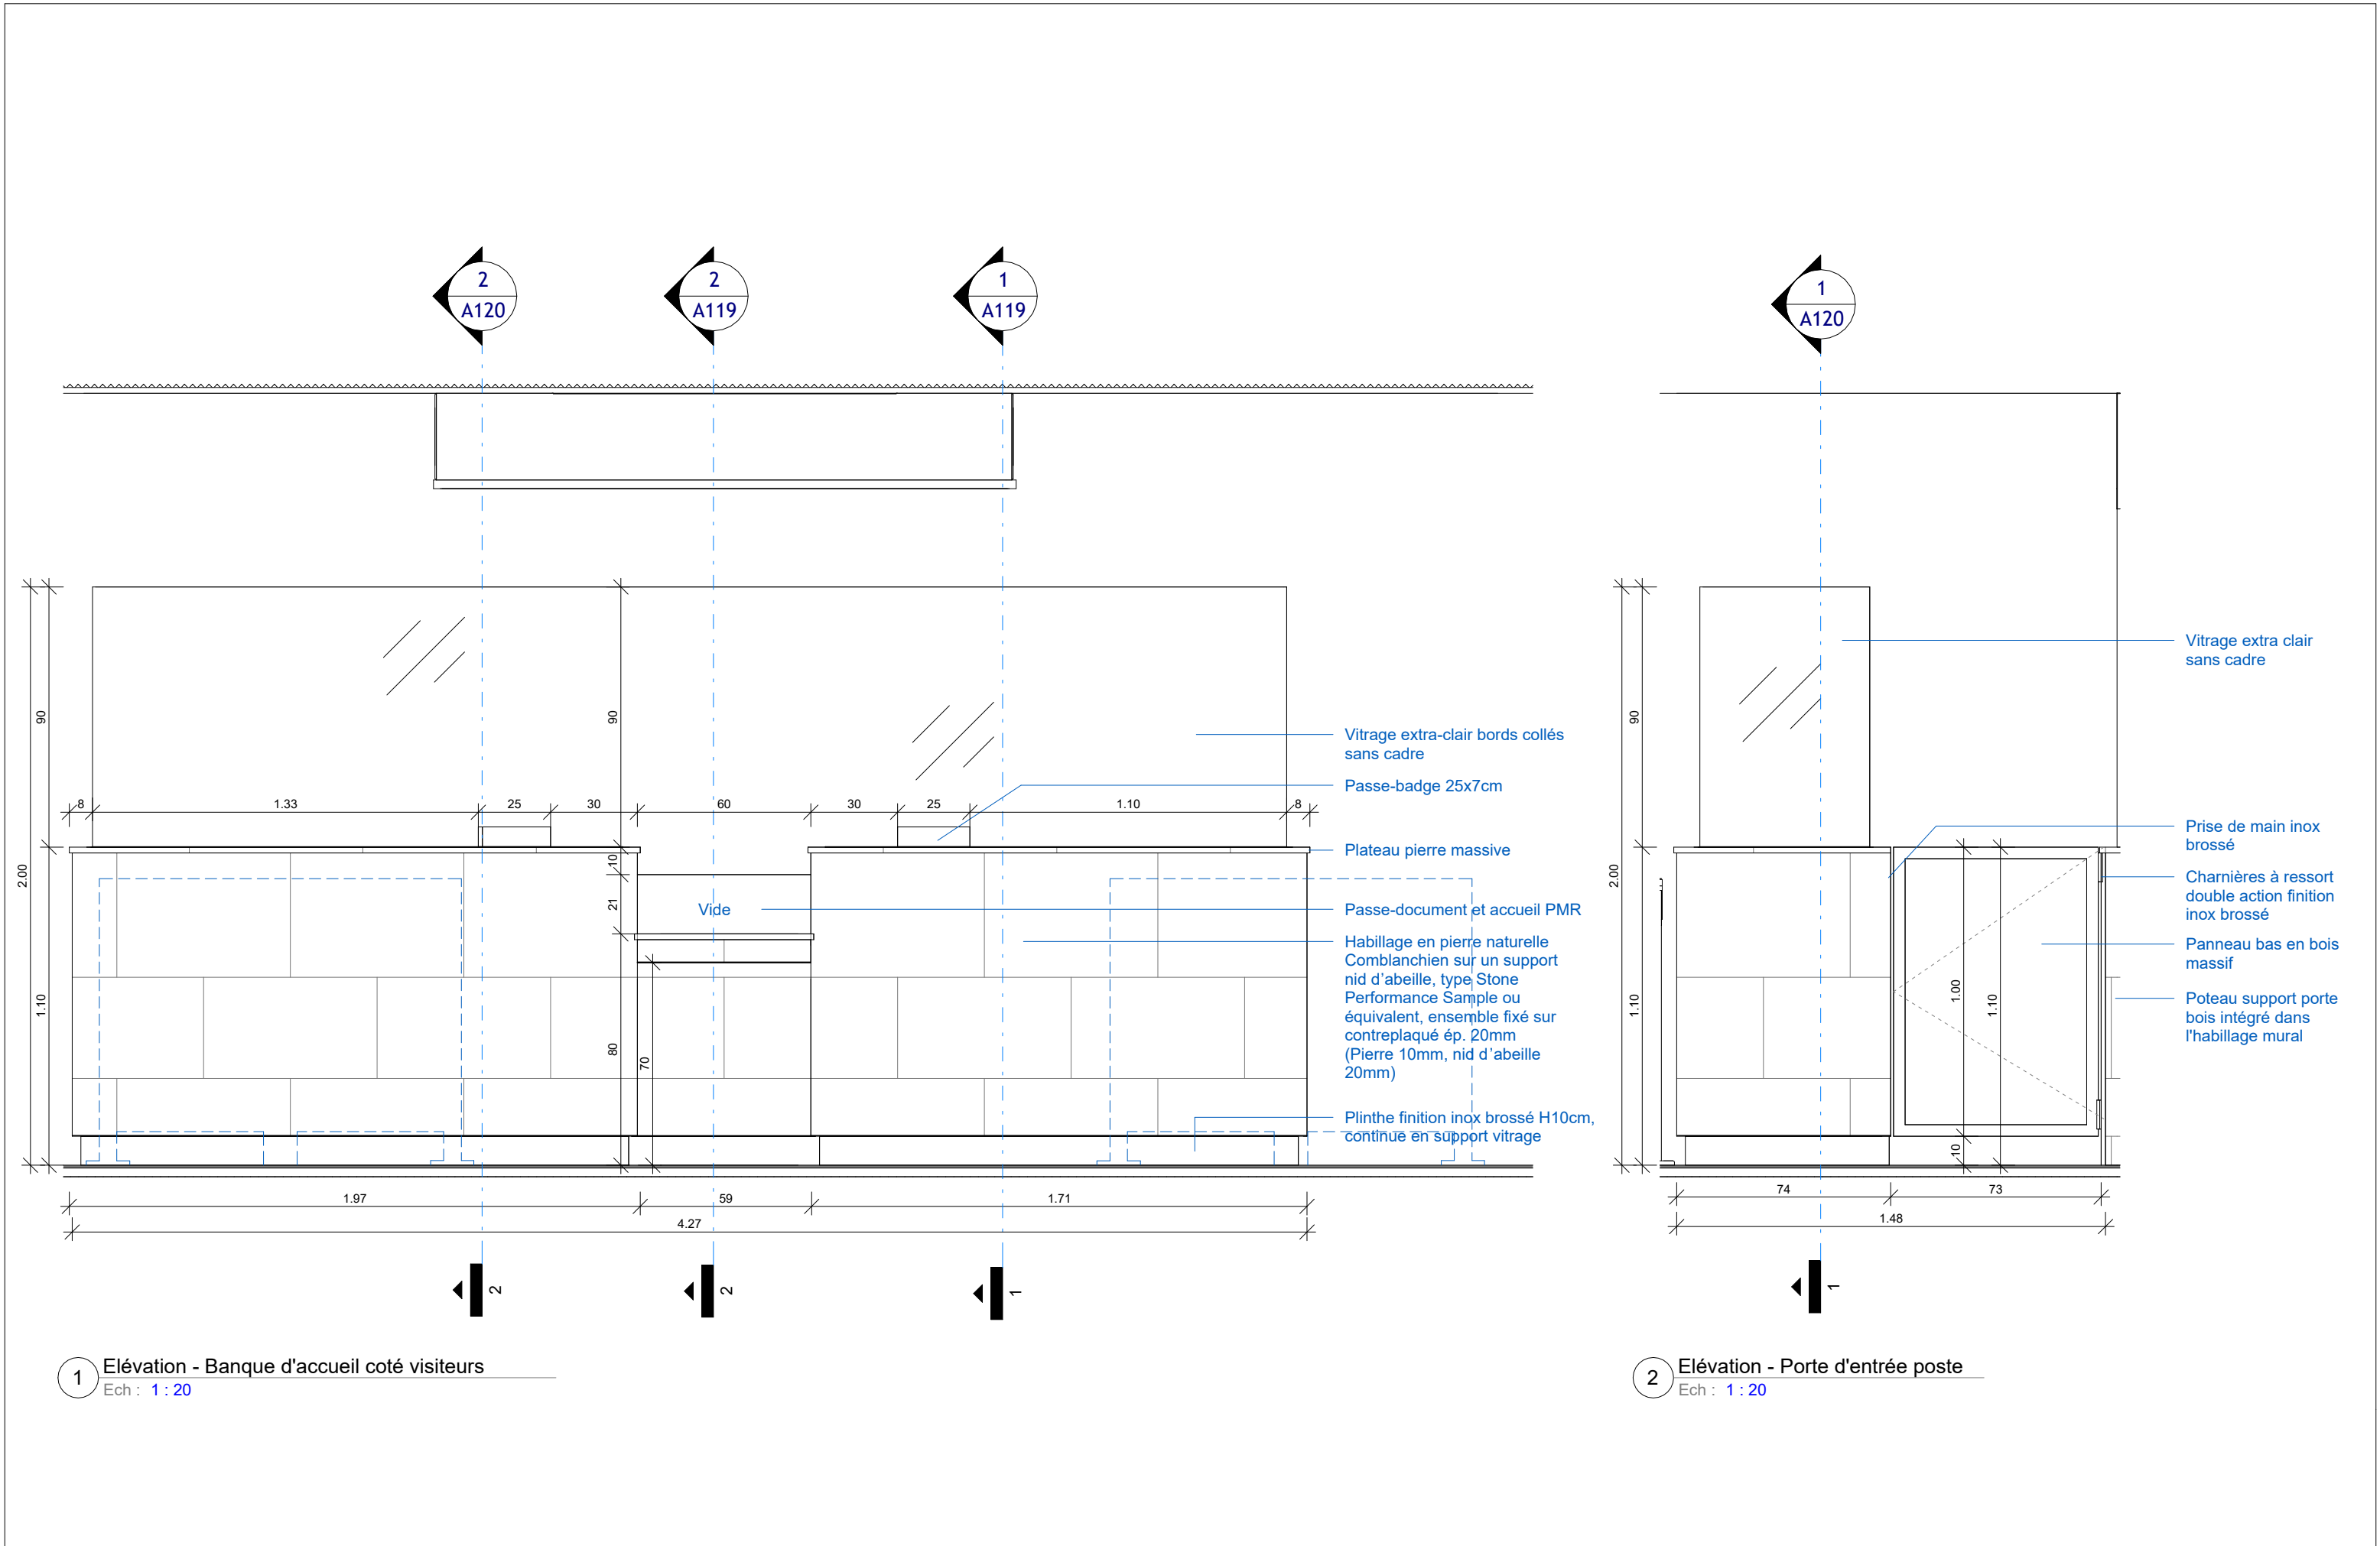 2
A120
2
A119
1
A119
1
A120
2.00
90
1.10
90
10
21
80
70
8
1.33
25
30
60
30
25
1.10
8
Vide
Vitrage extra-clair bords collés
sans cadre
Passe-badge 25x7cm
Plateau pierre massive
Passe-document et accueil PMR
Habillage en pierre naturelle
Comblanchien sur un support
nid d'abeille, type Stone
Performance Sample ou
équivalent, ensemble fixé sur
contreplaqué ép. 20mm
(Pierre 10mm, nid d'abeille
20mm)
Plinthe finition inox brossé H10cm,
continue en support vitrage
1.97
59
1.71
4.27
2
2
1
2.00
90
1.10
1.00
1.10
10
Vitrage extra clair
sans cadre
Prise de main inox
brossé
Charnières à ressort
double action finition
inox brossé
Panneau bas en bois
massif
Poteau support porte
bois intégré dans
l'habillage mural
74
73
1.48
1
1
Elévation - Banque d'accueil coté visiteurs
Ech : 1 : 20
2
Elévation - Porte d'entrée poste
Ech : 1 : 20